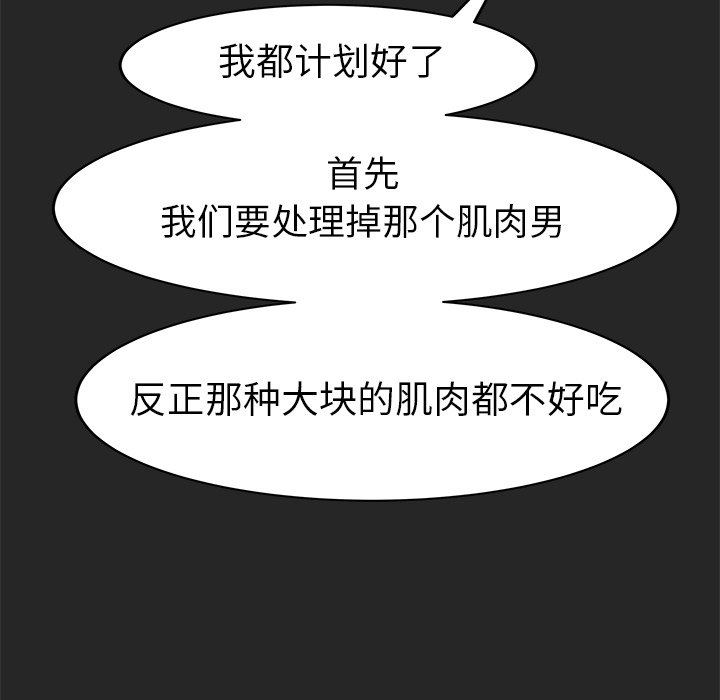 我都计划好了
首先
我们要处理掉那个肌肉男
反正那种大块的肌肉都不好吃